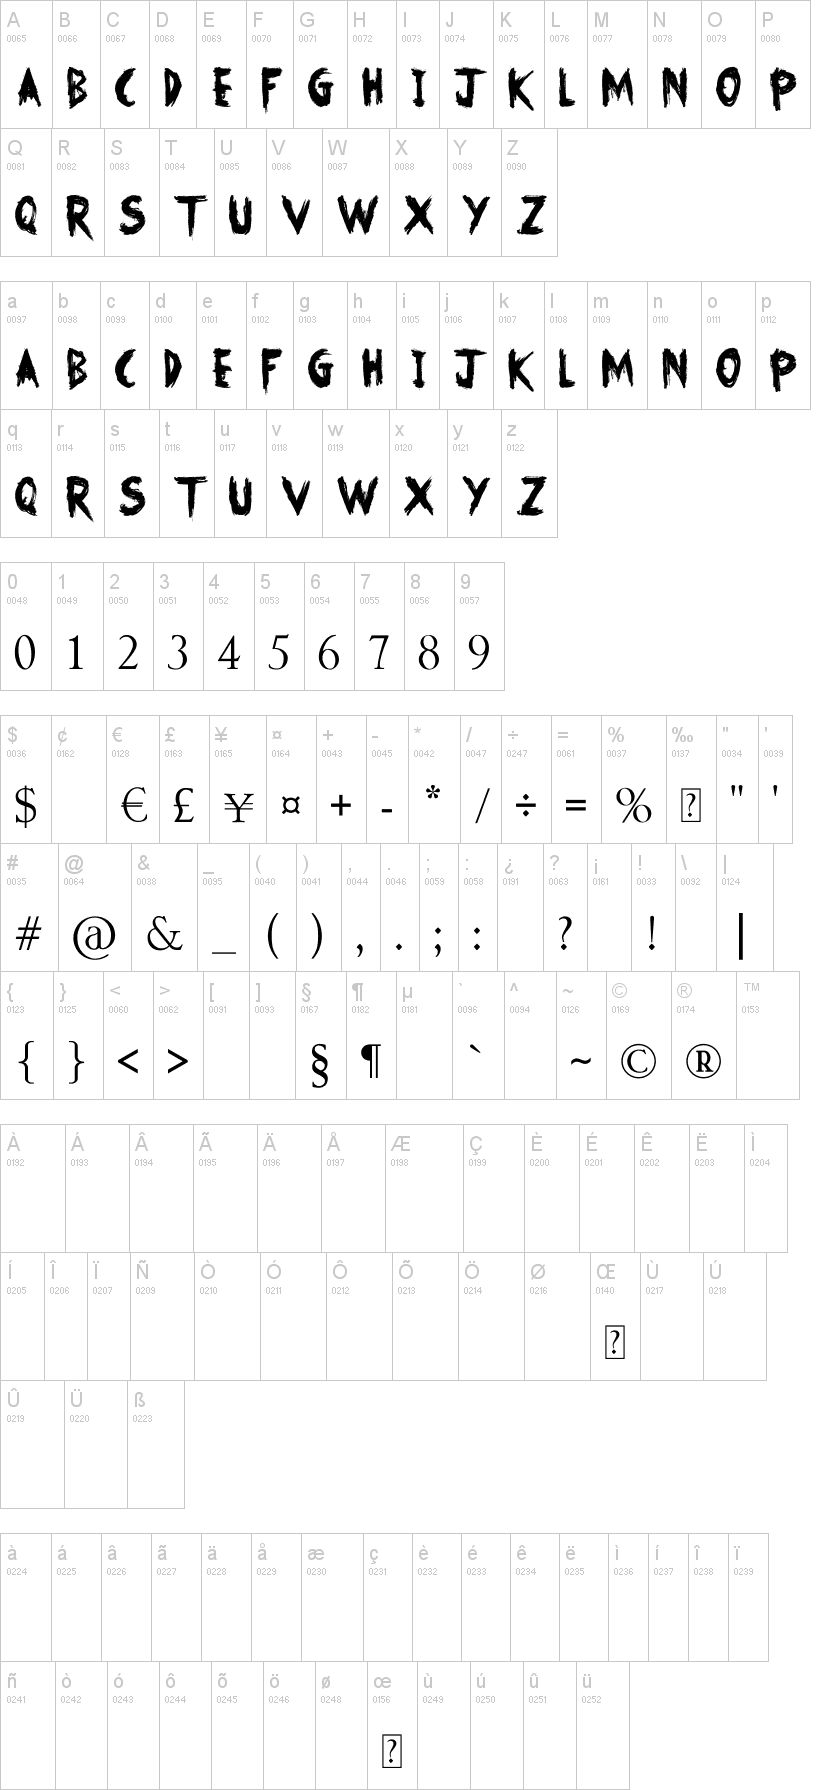 A B C D E F G H I J K L M N O P
0065 0066 0067 0068 0069 0070 0071 0072 0073 0074 0075 0076 0077 0078 0079 0080
A B C D E F G H I J K L M N O P
Q R S T U V W X Y Z
0081 0082 0083 0084 0085 0086 0087 0088 0089 0090
Q R S T U V W X Y Z
a b c d e f g h i j k l m n o p
0097 0098 0099 0100 0101 0102 0103 0104 0105 0106 0107 0108 0109 0110 0111 0112
A B C D E F G H I J K L M N O P
q r s t u v w x y z
0113 0114 0115 0116 0117 0118 0119 0120 0121 0122
Q R S T U V W X Y Z
0 1 2 3 4 5 6 7 8 9
0048 0049 0050 0051 0052 0053 0054 0055 0056 0057
0 1 2 3 4 5 6 7 8 9
$ ¢ € £ ¥ ¤ + - * / ÷ = % ‰ " '
0036 0162 0128 0163 0165 0164 0043 0045 0042 0047 0247 0061 0037 0137 0034 0039
$ € £ ¥ ¤ + - * / ÷ = % ? " '
# @ & _ ( ) , . ; : ¿ ? ¡ ! \ |
0035 0064 0038 0095 0040 0041 0044 0046 0059 0058 0191 0063 0161 0033 0092 0124
# @ & _ ( ) , . ; : ? ! |
{ } < > [ ] § ¶ µ ` ^ ~ © ® ™
0123 0125 0060 0062 0091 0093 0167 0182 0181 0096 0094 0126 0169 0174 0153
{ } < > § ¶ ` ~ © ®
À Á Â Ã Ä Å Æ Ç È É Ê Ë Ì
0192 0193 0194 0195 0196 0197 0198 0199 0200 0201 0202 0203 0204
Í Î Ï Ñ Ò Ó Ô Õ Ö Ø Œ Ù Ú
0205 0206 0207 0209 0210 0211 0212 0213 0214 0216 0140 0217 0218
?
Û Ü ß
0219 0220 0223
à á â ã ä å æ ç è é ê ë ì í î ï
0224 0225 0226 0227 0228 0229 0230 0231 0232 0233 0234 0235 0236 0237 0238 0239
ñ ò ó ô õ ö ø œ ù ú û ü
0241 0242 0243 0244 0245 0246 0248 0156 0249 0250 0251 0252
?